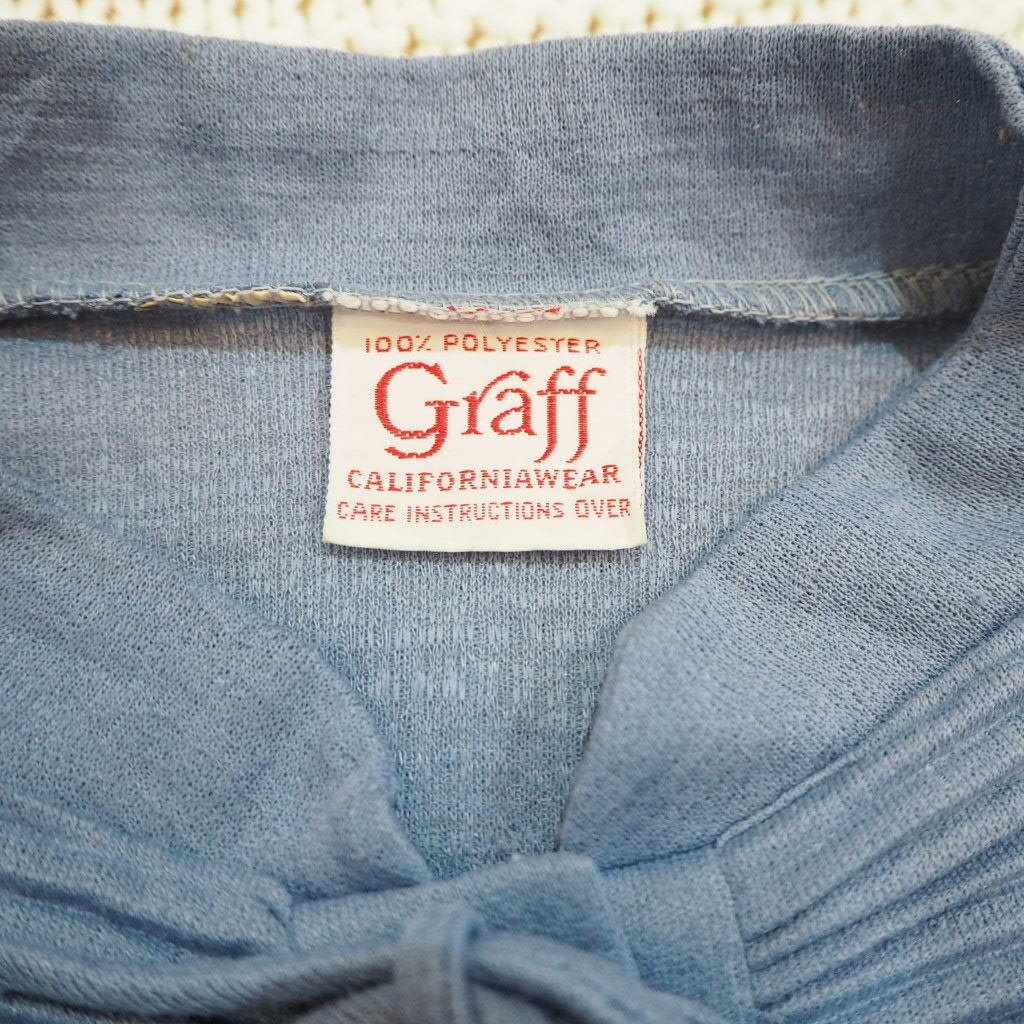 100% POLYESTER
Graff
CALIFORNIAWEAR
CARE INSTRUCTIONS OVER